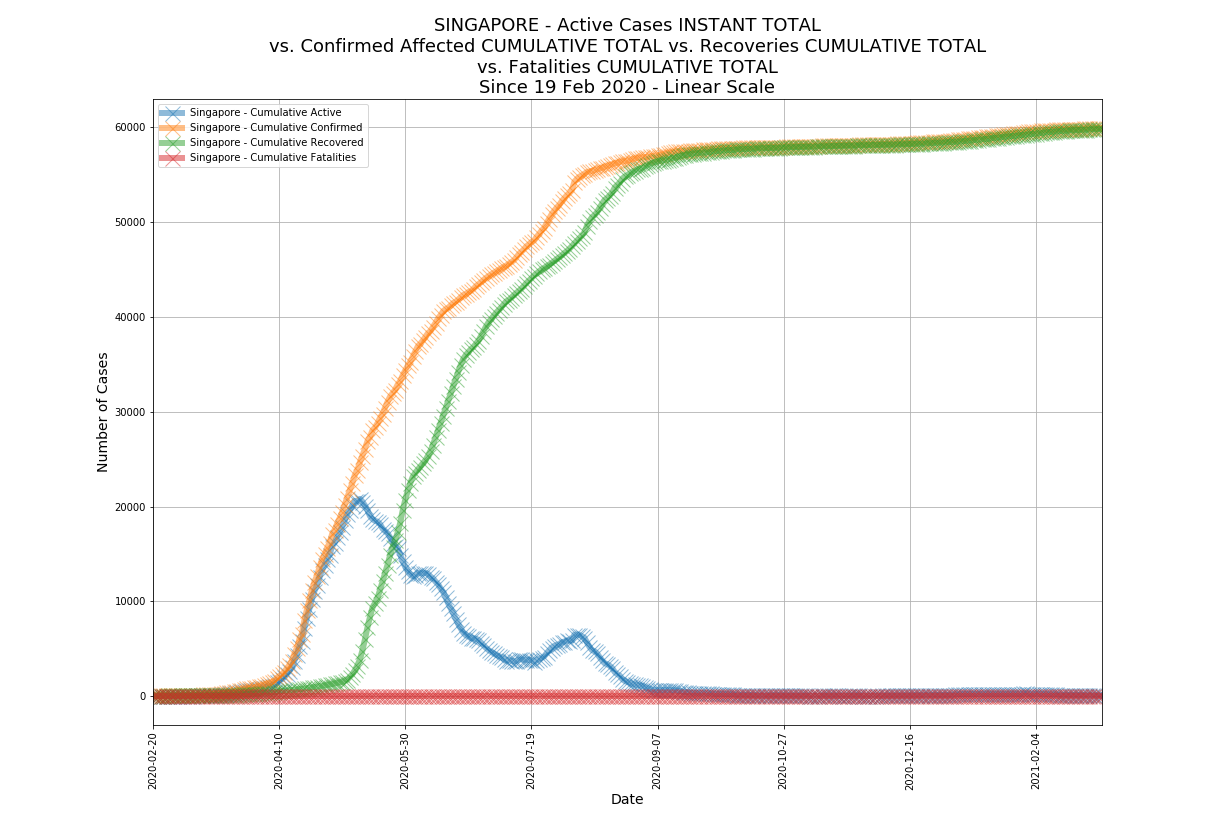 SINGAPORE - Active Cases INSTANT TOTAL
vs. Confirmed Affected CUMULATIVE TOTAL vs. Recoveries CUMULATIVE TOTAL
vs. Fatalities CUMULATIVE TOTAL
Since 19 Feb 2020 - Linear Scale
Singapore - Cumulative Active
Singapore - Cumulative Confirmed
Singapore - Cumulative Recovered
Singapore - Cumulative Fatalities
Number of Cases
60000
50000
40000
30000
20000
10000
0
2020-02-20
2020-04-10
2020-05-30
2020-07-19
2020-09-07
2020-10-27
2020-12-16
2021-02-04
Date